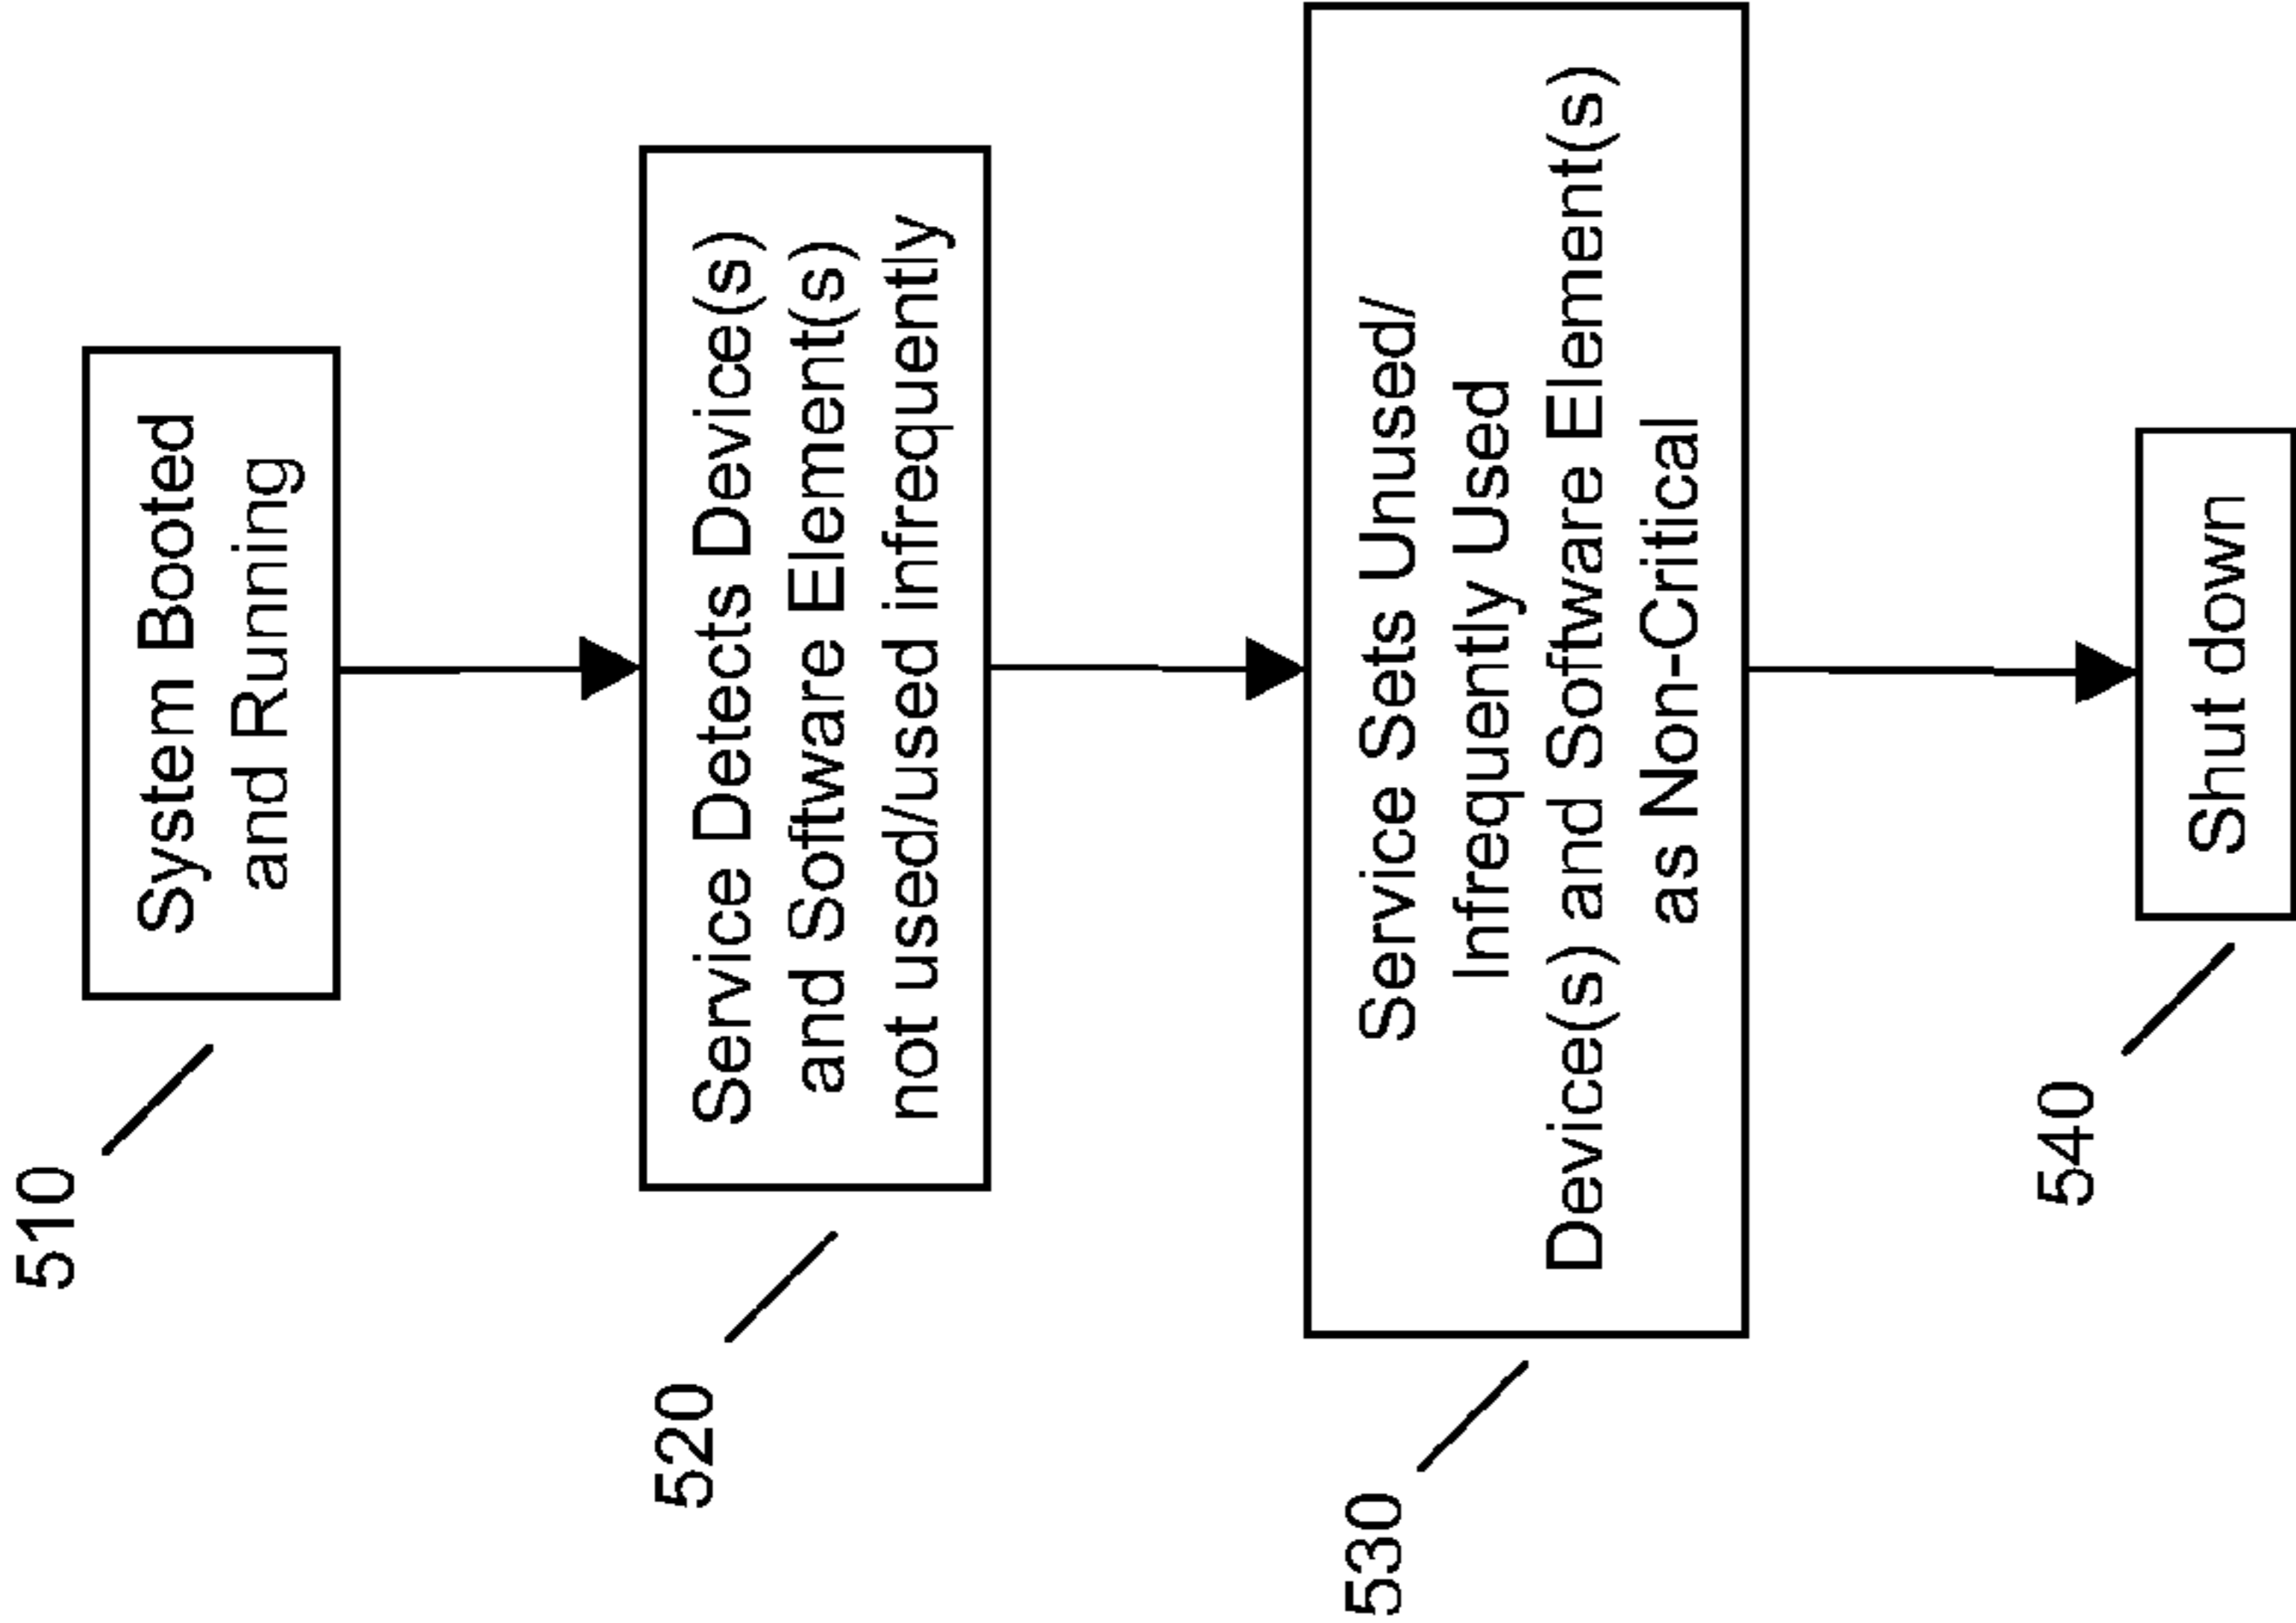 510
System Booted
and Running
520
Service Detects Device(s)
and Software Element(s)
not used/used infrequently
530
Service Sets Unused/
Infrequently Used
Device(s) and Software Element(s)
as Non-Critical
540
Shut down